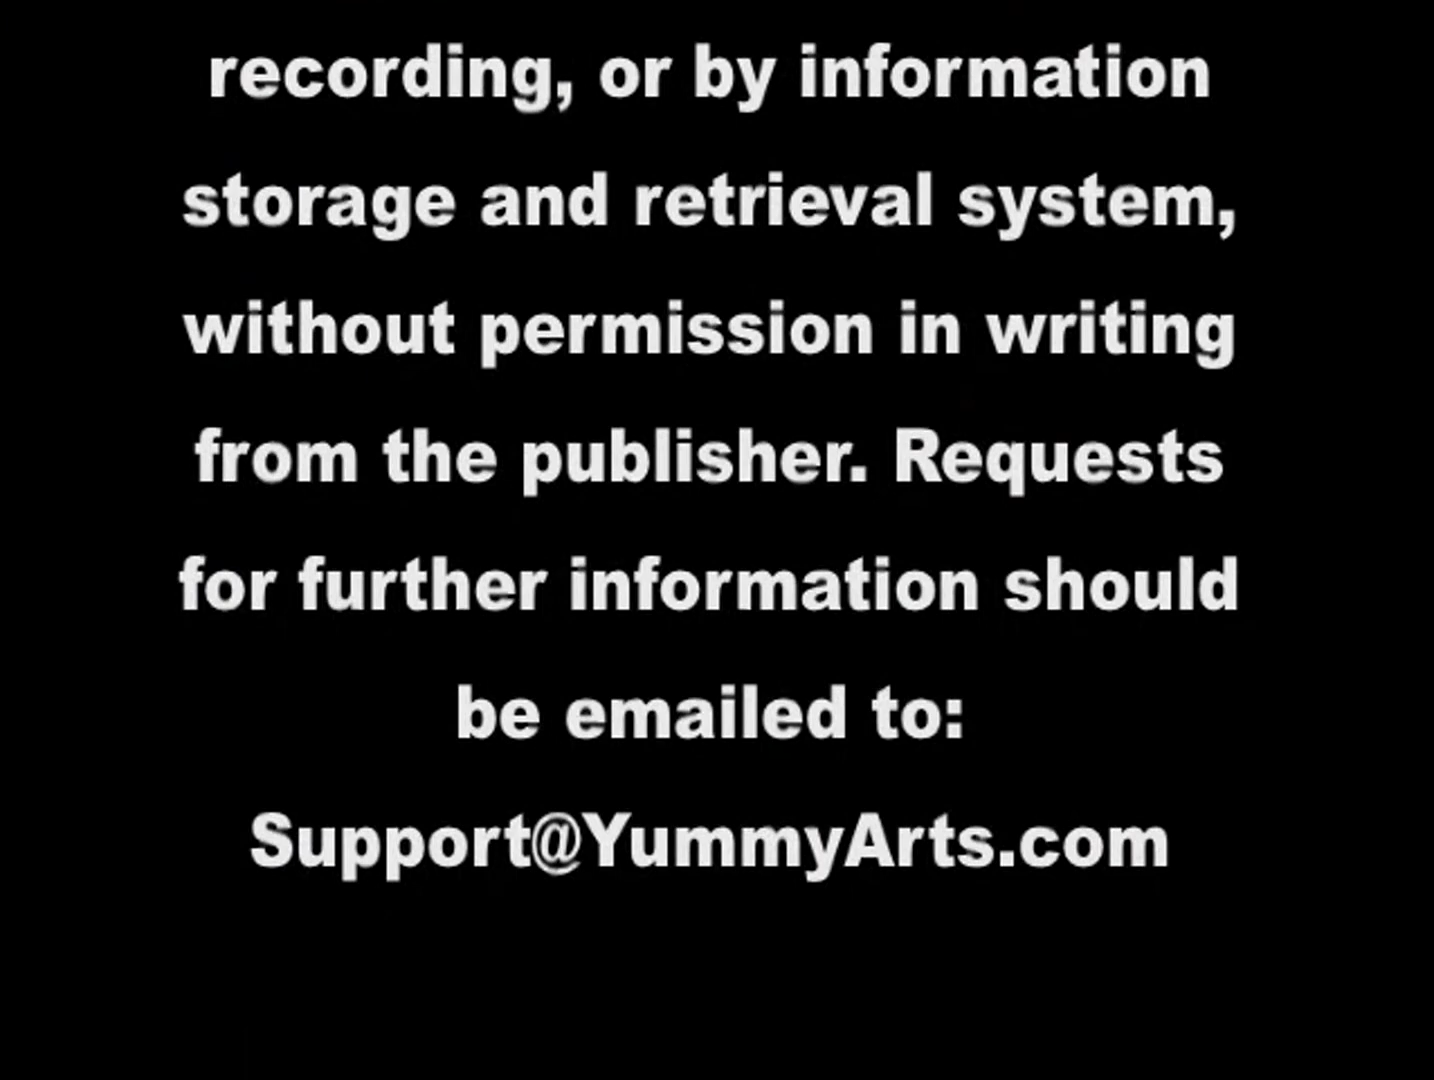 recording, or by information
storage and retrieval system,
without permission in writing
from the publisher. Requests
for further information should
be emailed to:
Support@YummyArts.com